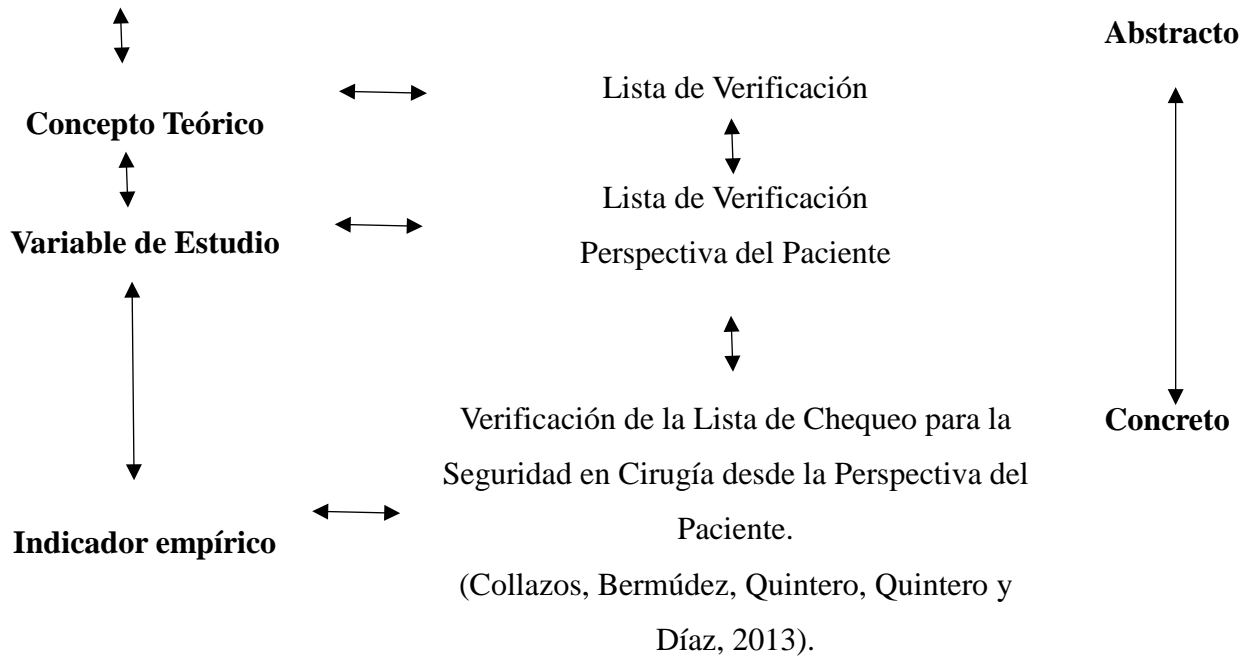 Abstracto
Concepto Teórico
Lista de Verificación
Variable de Estudio
Lista de Verificación
Perspectiva del Paciente
Verificación de la Lista de Chequeo para la
Seguridad en Cirugía desde la Perspectiva del
Paciente.
(Collazos, Bermúdez, Quintero, Quintero y
Díaz, 2013).
Concreto
Indicador empírico